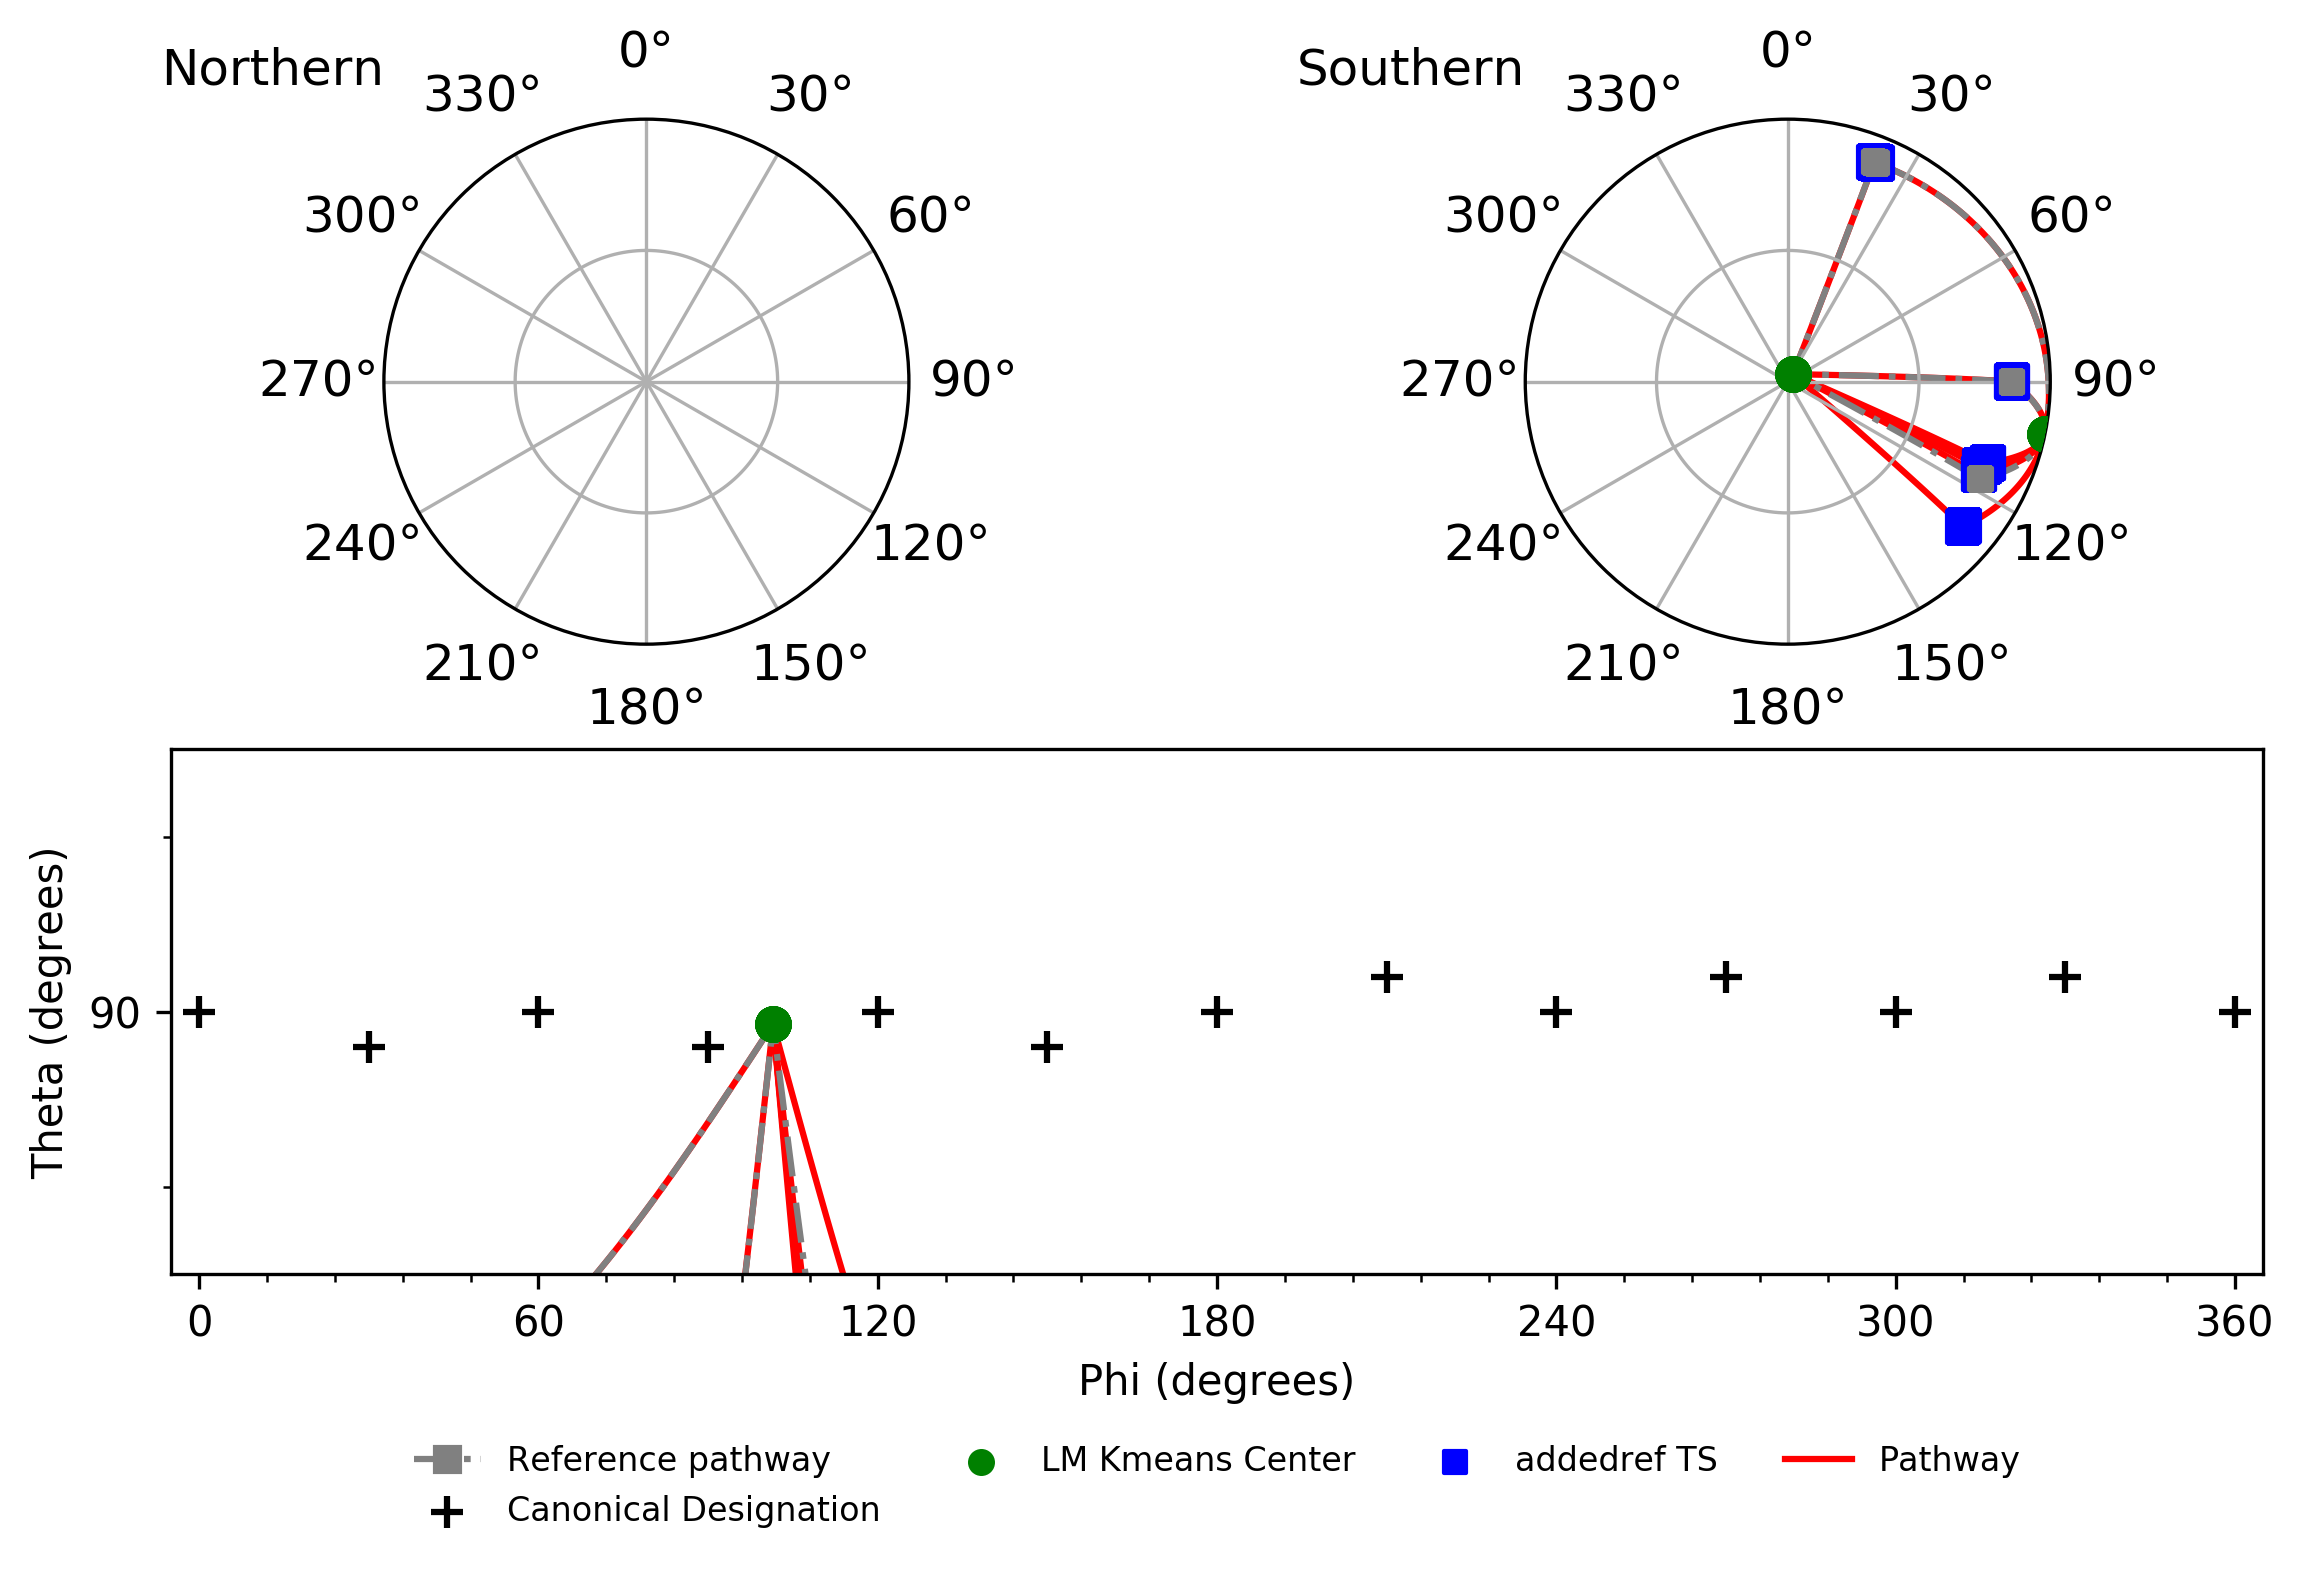 Northern
0°
30°
60°
90°
120°
150°
180°
210°
240°
270°
300°
330°
Southern
0°
30°
60°
90°
120°
150°
180°
210°
240°
270°
300°
330°
Theta (degrees)
90
0 60 120 180 240 300 360
Phi (degrees)
Reference pathway
Canonical Designation
LM Kmeans Center
addedref TS
Pathway